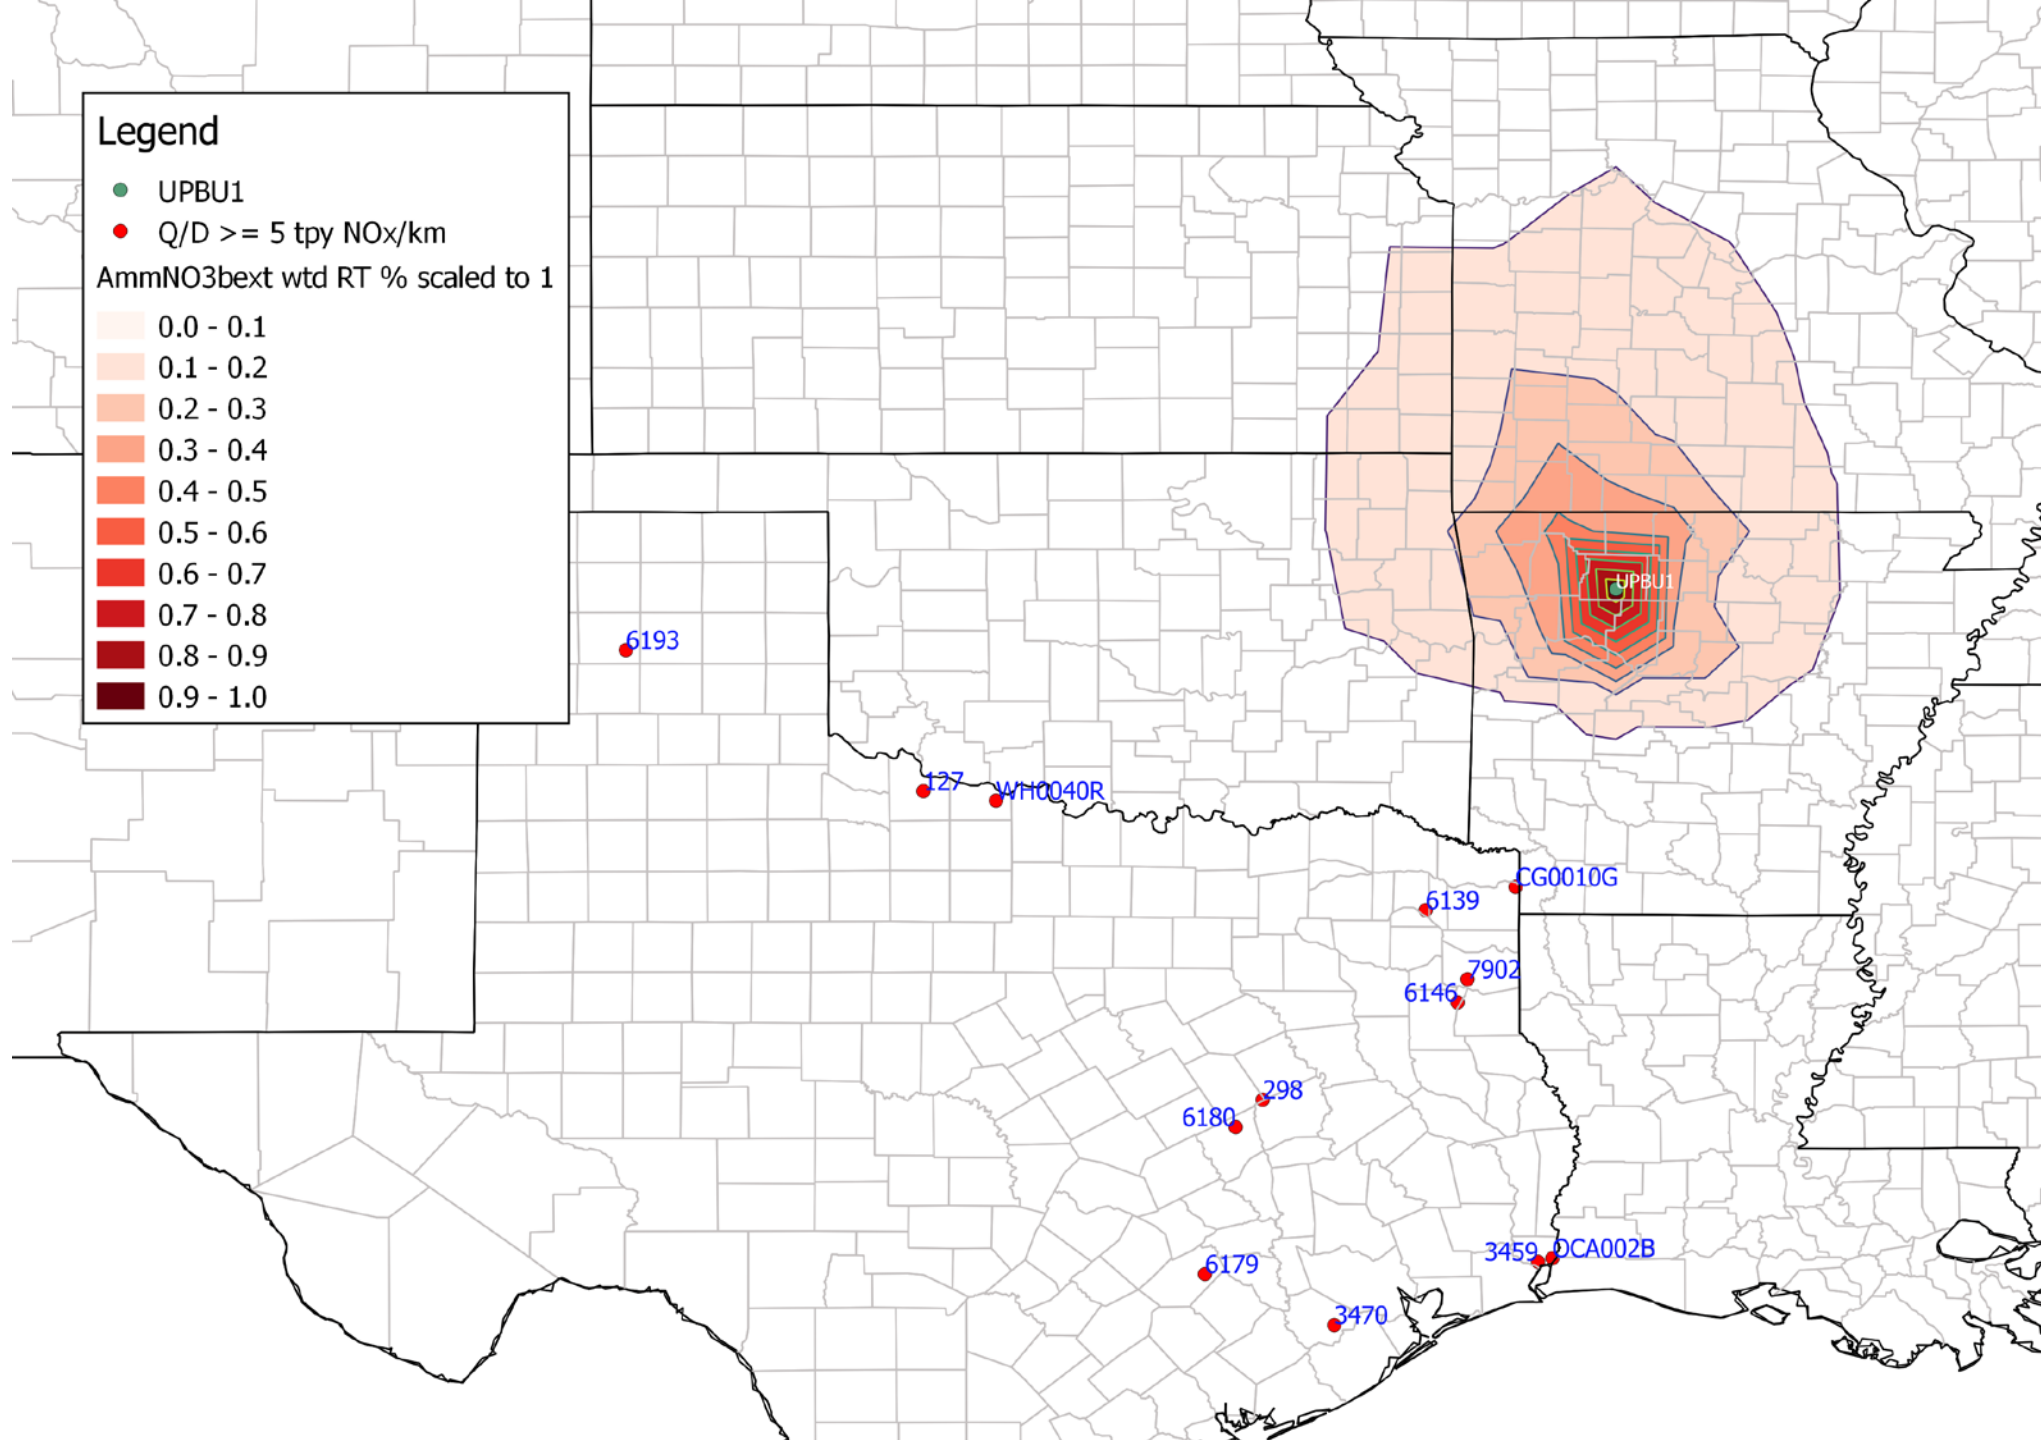 Legend
UPBU1
Q/D >= 5 tpy NOx/km
AmmNO3bext wtd RT % scaled to 1
0.0 - 0.1
0.1 - 0.2
0.2 - 0.3
0.3 - 0.4
0.4 - 0.5
0.5 - 0.6
0.6 - 0.7
0.7 - 0.8
0.8 - 0.9
0.9 - 1.0
UPBU1
6193
127
WH0040R
CG0010G
6139
7902
6146
298
6180
3459
OCA002B
6179
3470